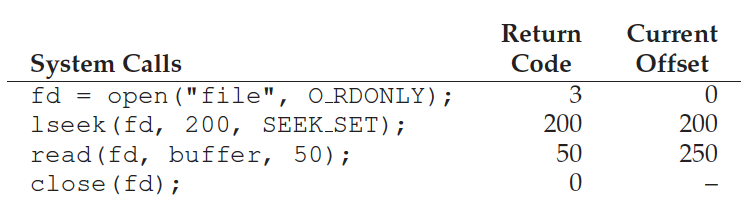 Return Current
System Calls Code Offset
fd = open("file", O_RDONLY); 3 0
lseek(fd, 200, SEEK_SET); 200 200
read(fd, buffer, 50); 50 250
close(fd); 0 –